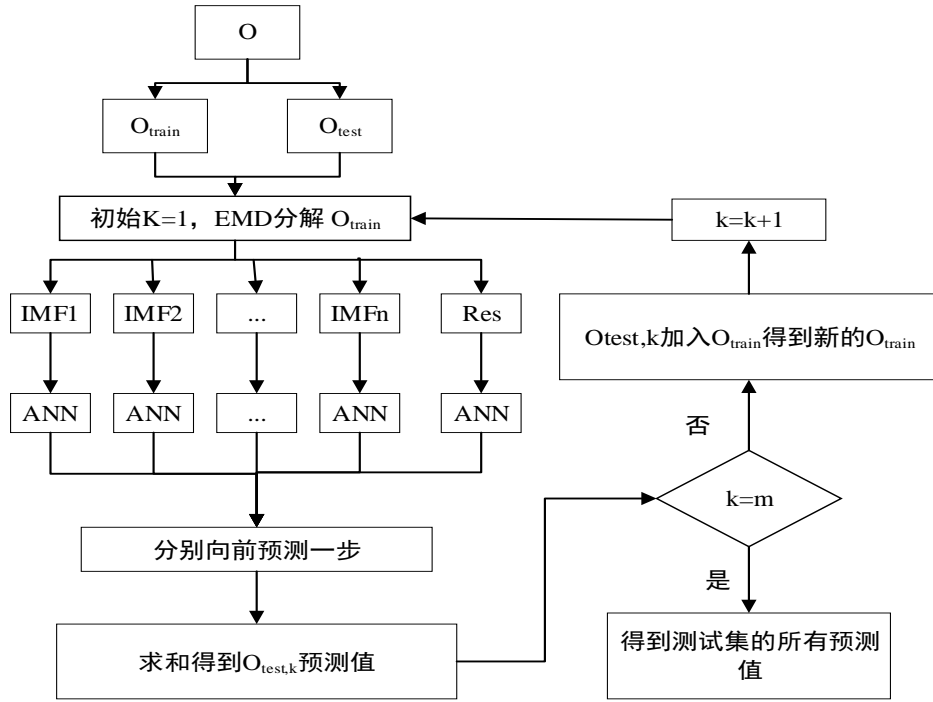 O
Otrain
Otest
初始K=1，EMD分解 Otrain
k=k+1
IMF1
IMF2
...
IMFn
Res
Otest,k加入Otrain得到新的Otrain
ANN
ANN
...
ANN
ANN
否
k=m
分别向前预测一步
是
求和得到Otest,k预测值
得到测试集的所有预测
值